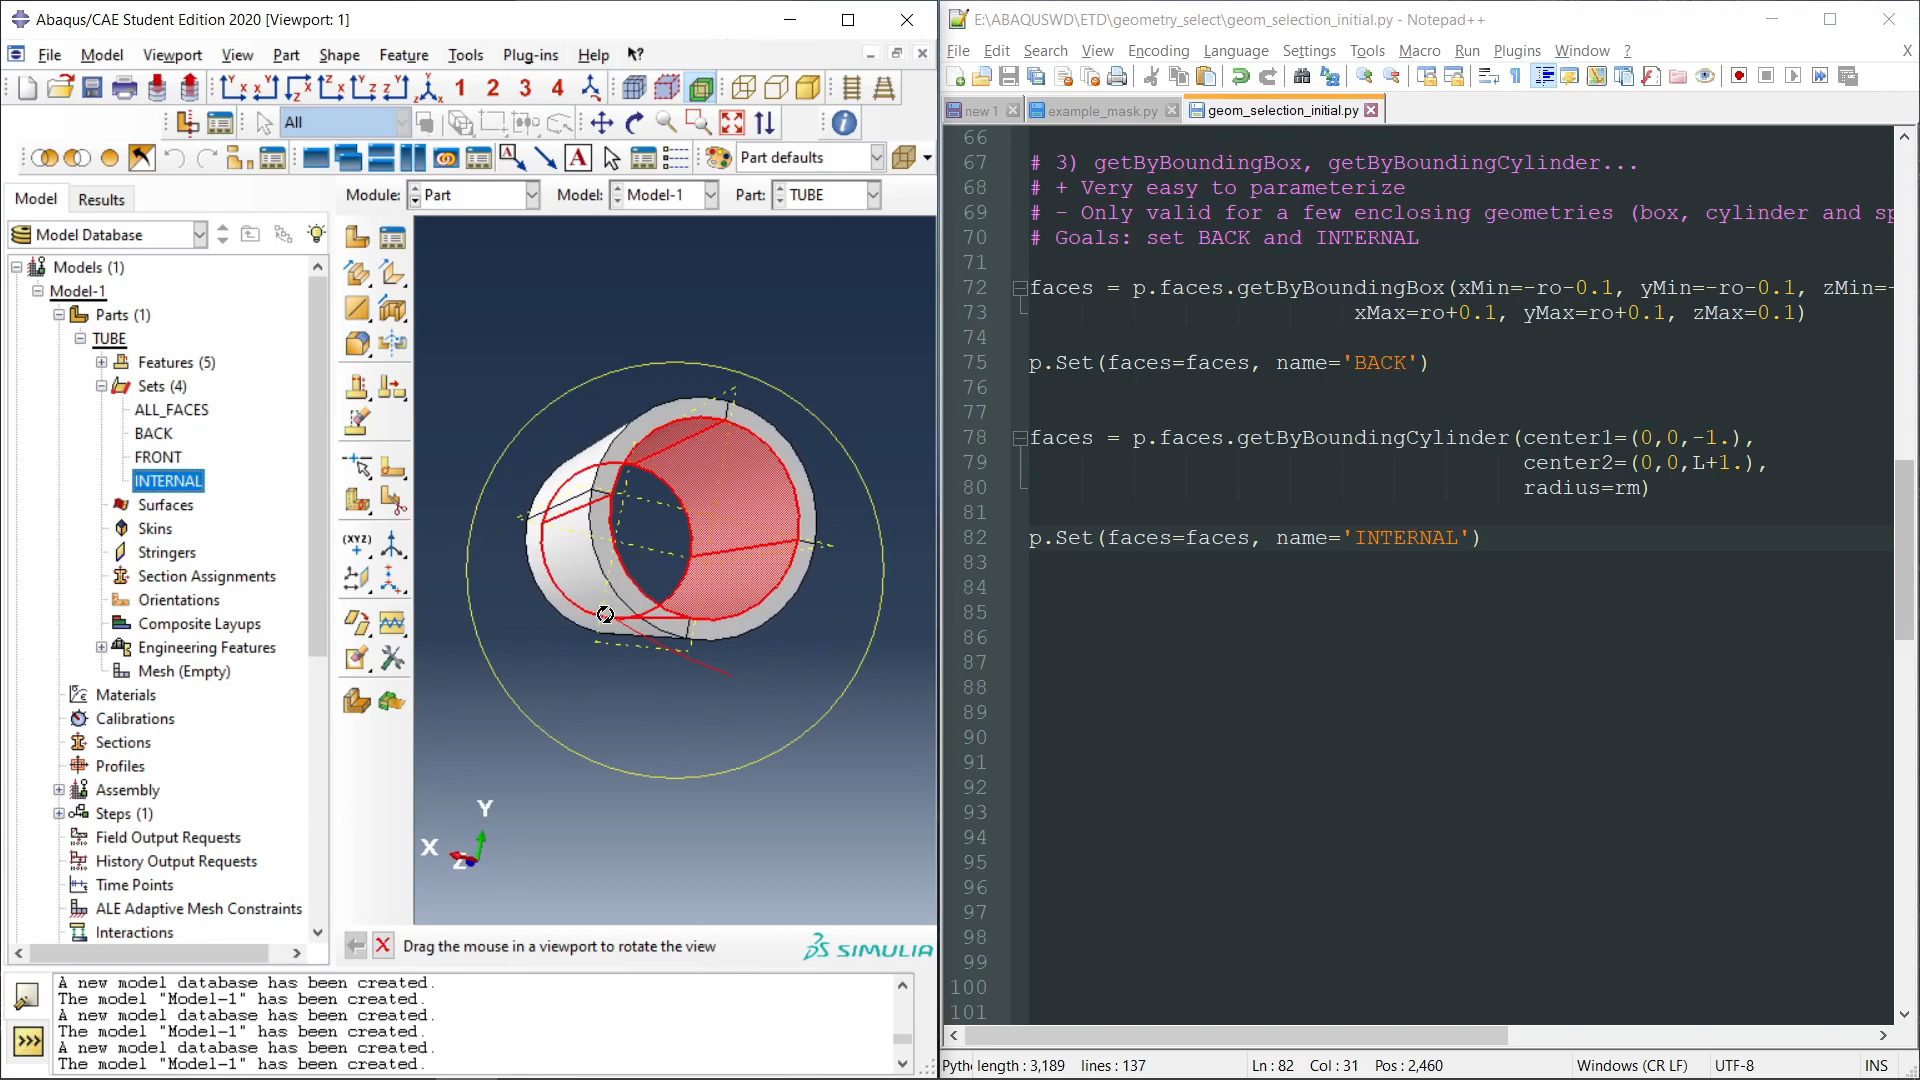 Abaqus/CAE Student Edition 2020 [Viewport: 1]
File Model Viewport View Part Shape Feature Tools Plug-ins Help
1 2 3 4
All
Part defaults
Model Results
Module: Part Model: Model-1 Part: TUBE
Model Database
Models (1)
Model-1
Parts (1)
TUBE
Features (5)
Sets (4)
ALL_FACES
BACK
FRONT
INTERNAL
Surfaces
Skins
Stringers
Section Assignments
Orientations
Composite Layups
Engineering Features
Mesh (Empty)
Materials
Calibrations
Sections
Profiles
Assembly
Steps (1)
Field Output Requests
History Output Requests
Time Points
ALE Adaptive Mesh Constraints
Interactions
(XYZ)
Y
X
Z
Drag the mouse in a viewport to rotate the view
SIMULIA
A new model database has been created.
The model "Model-1" has been created.
A new model database has been created.
The model "Model-1" has been created.
A new model database has been created.
The model "Model-1" has been created.
E:\ABAQUSWD\ETD\geometry_select\geom_selection_initial.py - Notepad++
File Edit Search View Encoding Language Settings Tools Macro Run Plugins Window ? X
new 1 example_mask.py geom_selection_initial.py
66
67 # 3) getByBoundingBox, getByBoundingCylinder...
68 # + Very easy to parameterize
69 # - Only valid for a few enclosing geometries (box, cylinder and sp
70 # Goals: set BACK and INTERNAL
71
72 faces = p.faces.getByBoundingBox(xMin=-ro-0.1, yMin=-ro-0.1, zMin=-
73 xMax=ro+0.1, yMax=ro+0.1, zMax=0.1)
74
75 p.Set(faces=faces, name='BACK')
76
77
78 faces = p.faces.getByBoundingCylinder(center1=(0,0,-1.),
79 center2=(0,0,L+1.),
80 radius=rm)
81
82 p.Set(faces=faces, name='INTERNAL')
83
84
85
86
87
88
89
90
91
92
93
94
95
96
97
98
99
100
101
Pyth length : 3,189 lines : 137 Ln : 82 Col : 31 Pos : 2,460 Windows (CR LF) UTF-8 INS